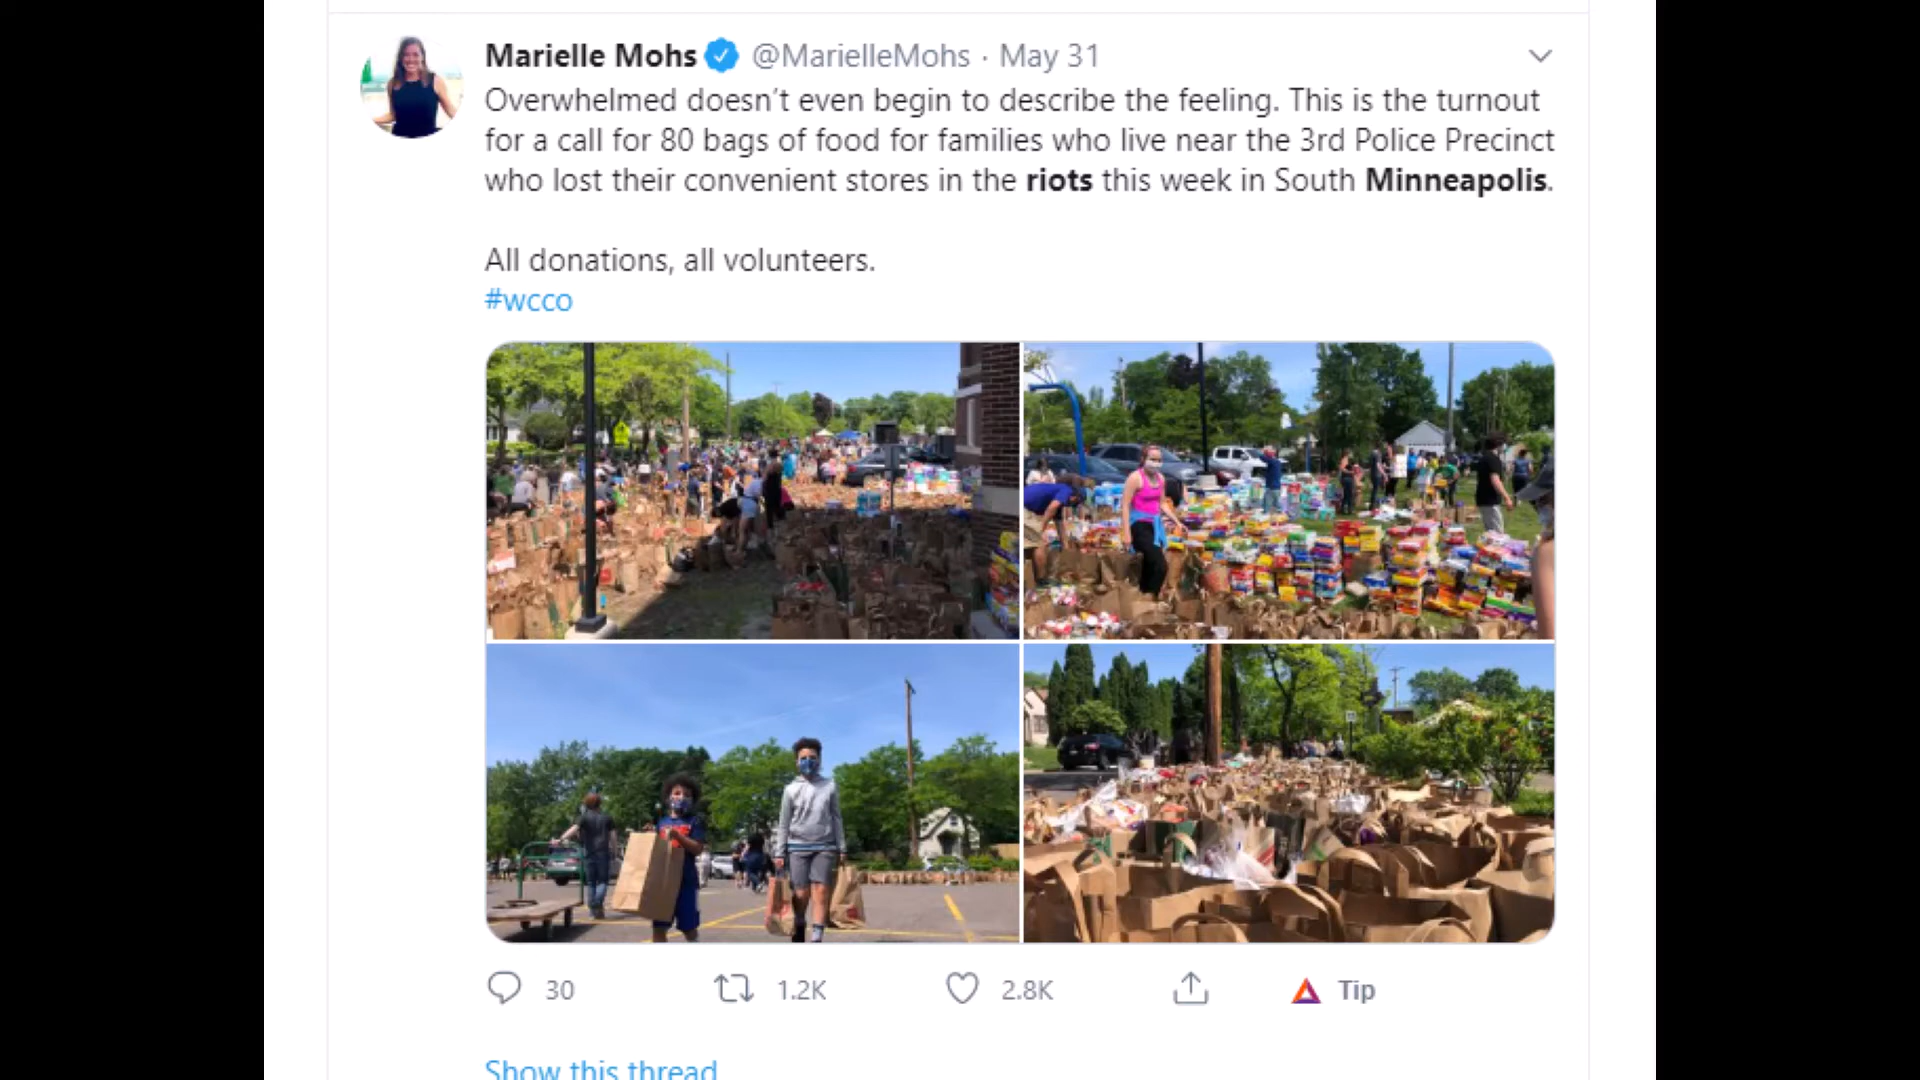 Marielle Mohs @MarielleMohs · May 31
Overwhelmed doesn’t even begin to describe the feeling. This is the turnout
for a call for 80 bags of food for families who live near the 3rd Police Precinct
who lost their convenient stores in the riots this week in South Minneapolis.
All donations, all volunteers.
#wcco
30 1.2K 2.8K Tip
Show this thread